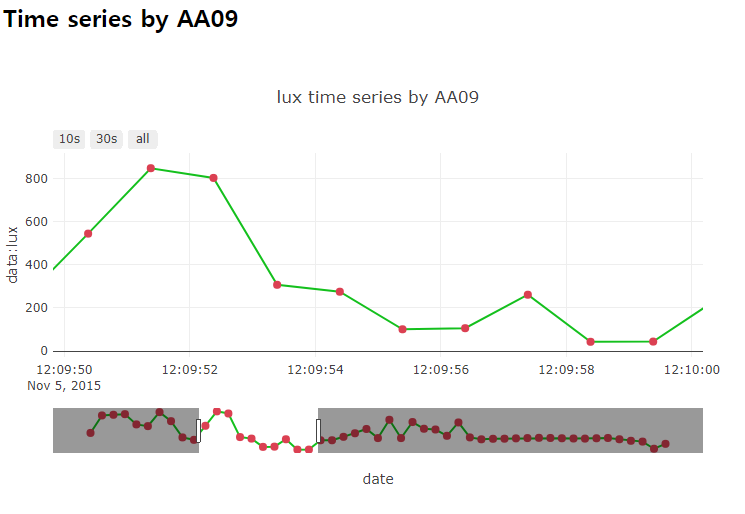 Time series by AA09
lux time series by AA09
10s 30s all
800
600
400
200
0
data:lux
12:09:50 12:09:52 12:09:54 12:09:56 12:09:58 12:10:00
Nov 5, 2015
date